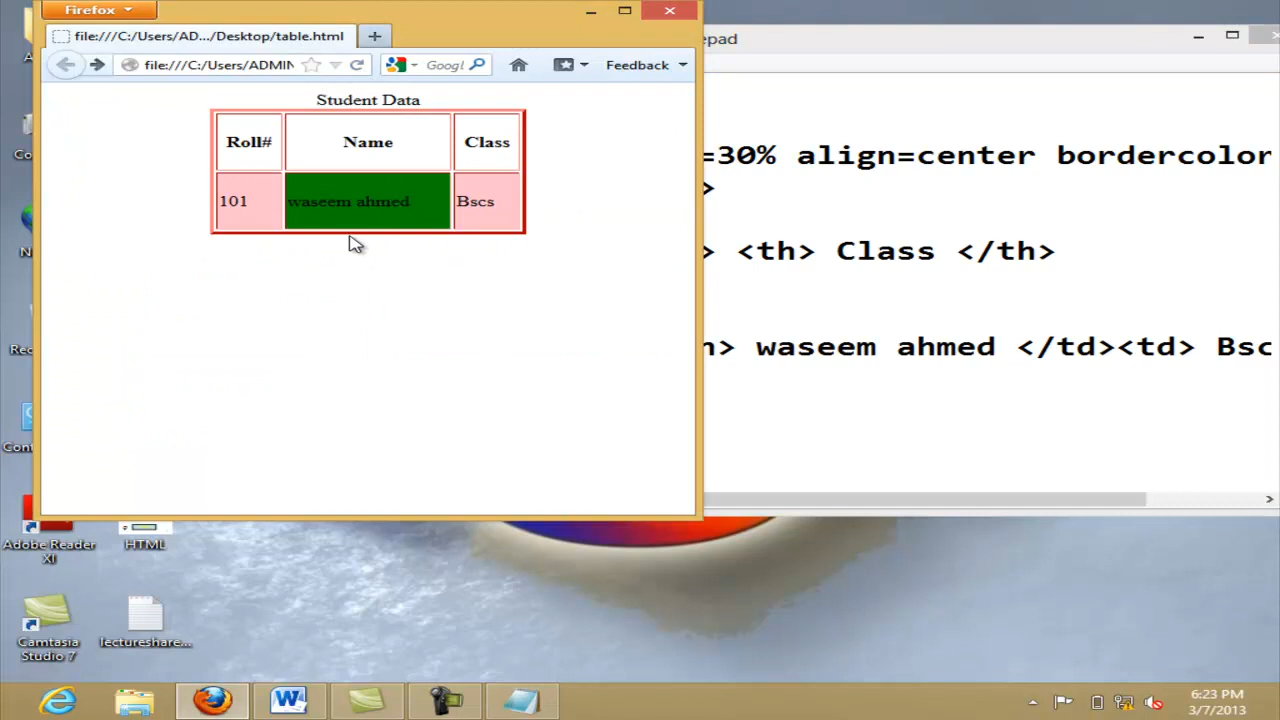 Firefox
file:///C:/Users/AD.../Desktop/table.html
file:///C:/Users/ADMIN
Googl
Feedback
epad
Student Data
Roll# Name Class
101 waseem ahmed Bscs
=30% align=center bordercolor
>
> <th> Class </th>
n> waseem ahmed </td><td> Bsc
Adobe Reader
XI
HTML
Camtasia
Studio 7
lectureshare...
6:23 PM
3/7/2013